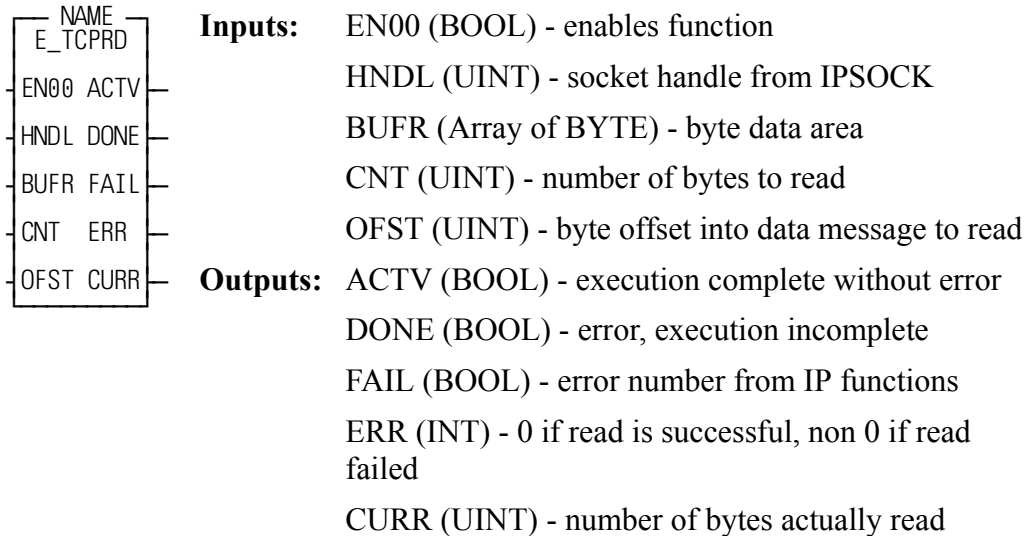 NAME
E_TCPRD
EN00 ACTV
HNDL DONE
BUFR FAIL
CNT ERR
OFST CURR
Inputs: EN00 (BOOL) - enables function
HNDL (UINT) - socket handle from IPSOCK
BUFR (Array of BYTE) - byte data area
CNT (UINT) - number of bytes to read
OFST (UINT) - byte offset into data message to read
Outputs: ACTV (BOOL) - execution complete without error
DONE (BOOL) - error, execution incomplete
FAIL (BOOL) - error number from IP functions
ERR (INT) - 0 if read is successful, non 0 if read
failed
CURR (UINT) - number of bytes actually read